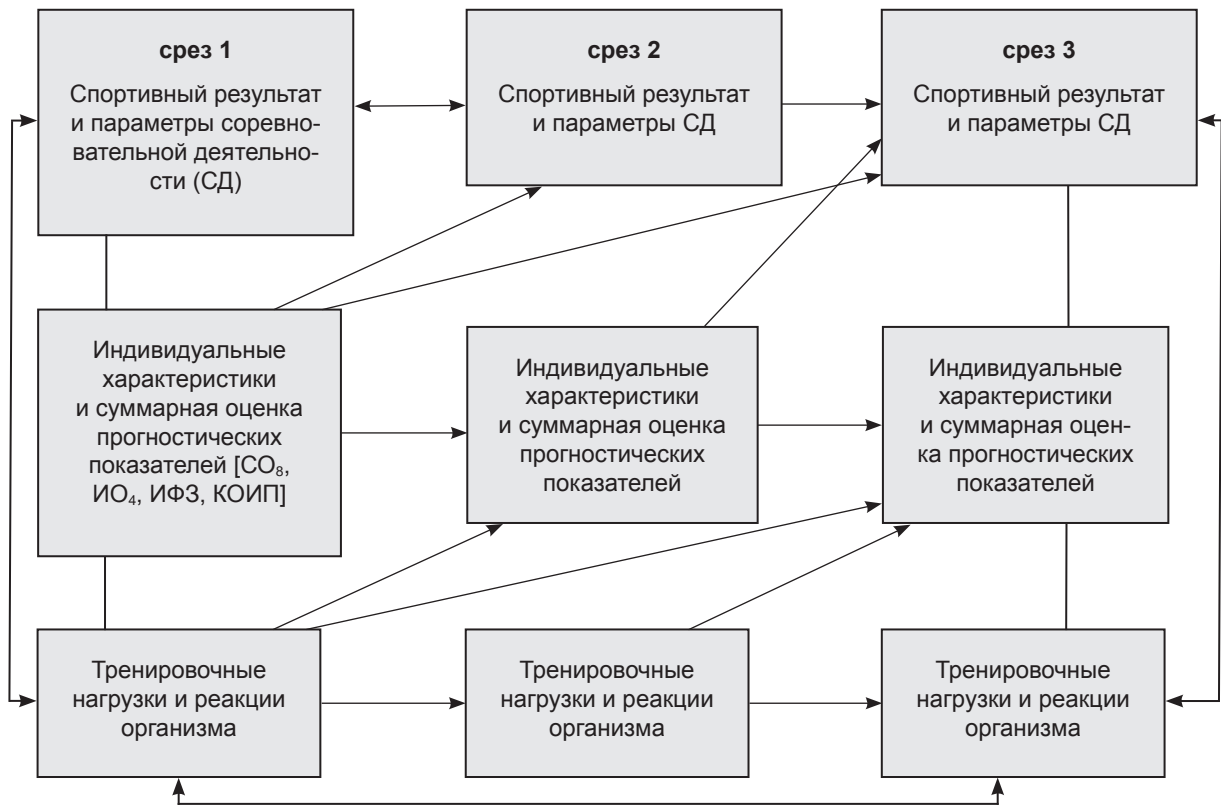 срез 1
Спортивный результат
и параметры соревно-
вательной деятельно-
сти (СД)
срез 2
Спортивный результат
и параметры СД
срез 3
Спортивный результат
и параметры СД
Индивидуальные
характеристики
и суммарная оценка
прогностических
показателей [СО₈,
ИО₄, ИФЗ, КОИП]
Индивидуальные
характеристики
и суммарная оценка
прогностических
показателей
Индивидуальные
характеристики
и суммарная оцен-
ка прогностических
показателей
Тренировочные
нагрузки и реакции
организма
Тренировочные
нагрузки и реакции
организма
Тренировочные
нагрузки и реакции
организма